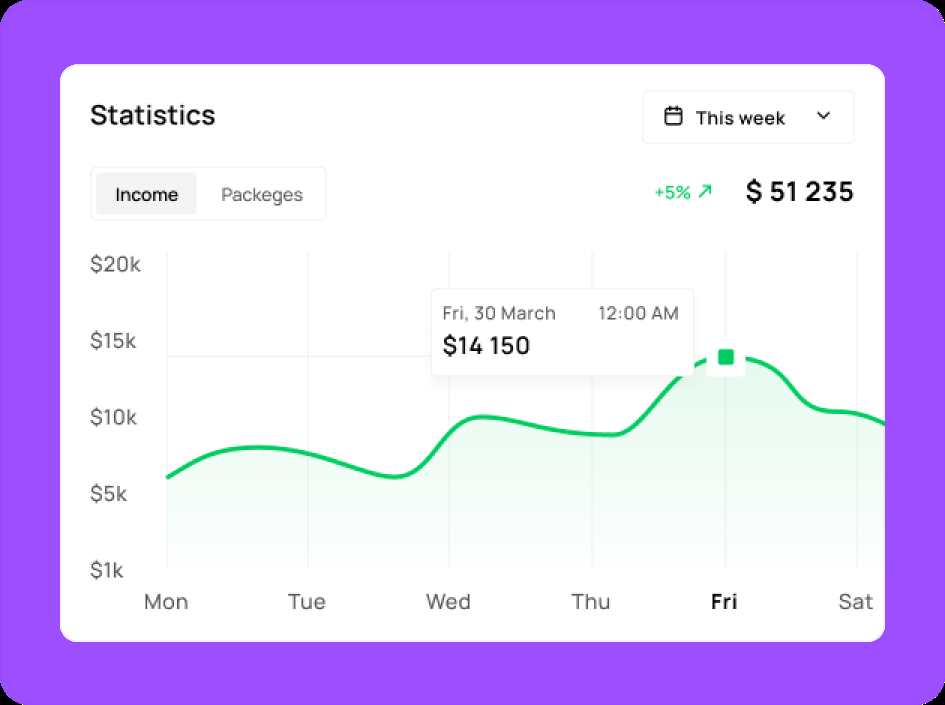 Statistics
This week
Income Packeges
+5% $ 51 235
$20k
Fri, 30 March 12:00 AM
$15k
$14 150
$10k
$5k
$1k
Mon Tue Wed Thu Fri Sat